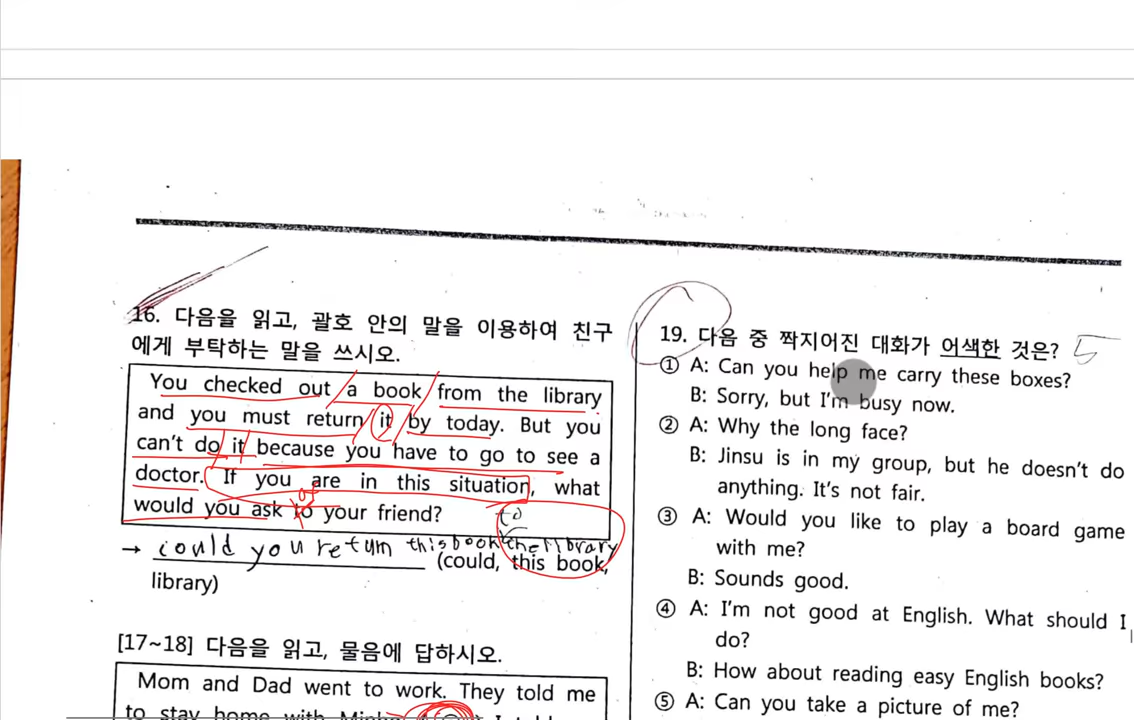 16. 다음을 읽고, 괄호 안의 말을 이용하여 친구
에게 부탁하는 말을 쓰시오.
You checked out a book from the library
and you must return it by today. But you
can't do it because you have to go to see a
doctor. If you are in this situation, what
of
would you ask to your friend?
to
→ could you return this book the library
(could, this book,
library)
[17~18] 다음을 읽고, 물음에 답하시오.
Mom and Dad went to work. They told me
to stay home with
19. 다음 중 짝지어진 대화가 어색한 것은? 5
① A: Can you help me carry these boxes?
B: Sorry, but I'm busy now.
② A: Why the long face?
B: Jinsu is in my group, but he doesn't do
anything. It's not fair.
③ A: Would you like to play a board game
with me?
B: Sounds good.
④ A: I'm not good at English. What should I
do?
B: How about reading easy English books?
⑤ A: Can you take a picture of me?